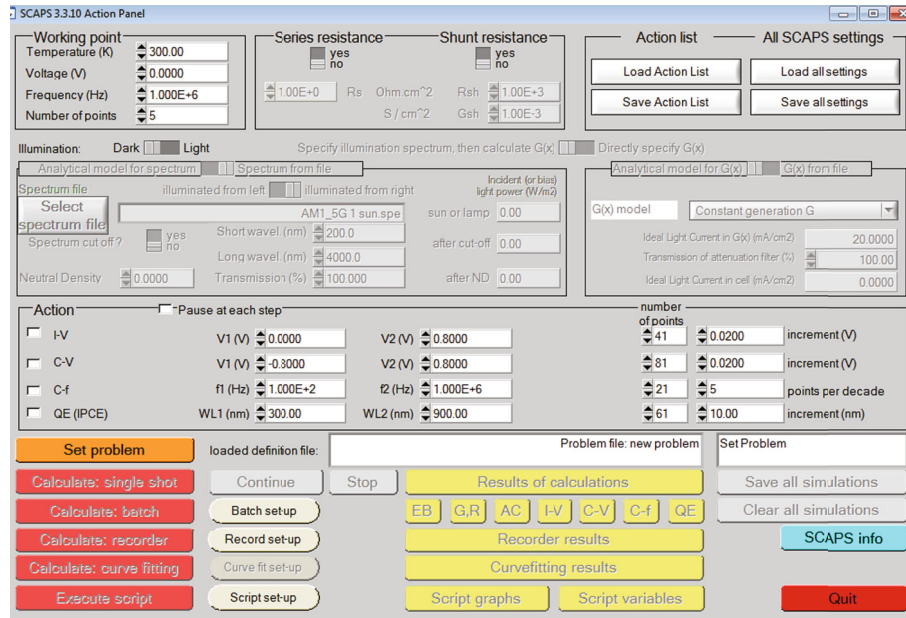 SCAPS 3.3.10 Action Panel
Working point
Temperature (K) 300.00
Voltage (V) 0.0000
Frequency (Hz) 1.000E+6
Number of points 5
Series resistance
yes
no
1.00E+0 Rs Ohm.cm^2
S / cm^2
Shunt resistance
yes
no
Rsh 1.00E+3
Gsh 1.00E-3
Action list
Load Action List
Save Action List
All SCAPS settings
Load all settings
Save all settings
Illumination: Dark Light
Specify illumination spectrum, then calculate G(x) Directly specify G(x)
Analytical model for spectrum Spectrum from file
Spectrum file
Select
spectrum file
illuminated from left illuminated from right
AM1_5G 1 sun.spe
Incident (or bias)
light power (W/m2)
sun or lamp 0.00
Spectrum cut off? yes
no
Short wavel. (nm) 200.0
Long wavel. (nm) 4000.0
after cut-off 0.00
Neutral Density 0.0000
Transmission (%) 100.000
after ND 0.00
Analytical model for G(x) G(x) from file
G(x) model Constant generation G
Ideal Light Current in G(x) (mA/cm2) 20.0000
Transmission of attenuation filter (%) 100.00
Ideal Light Current in cell (mA/cm2) 0.0000
Action Pause at each step number
of points
I-V V1 (V) 0.0000 V2 (V) 0.8000 41 0.0200 increment (V)
C-V V1 (V) -0.8000 V2 (V) 0.8000 81 0.0200 increment (V)
C-f f1 (Hz) 1.000E+2 f2 (Hz) 1.000E+6 21 5 points per decade
QE (IPCE) WL1 (nm) 300.00 WL2 (nm) 900.00 61 10.00 increment (nm)
Set problem loaded definition file: Problem file: new problem Set Problem
Calculate: single shot Continue Stop Results of calculations Save all simulations
Calculate: batch Batch set-up EB G,R AC I-V C-V C-f QE Clear all simulations
Calculate: recorder Record set-up Recorder results SCAPS info
Calculate: curve fitting Curve fit set-up Curvefitting results
Execute script Script set-up Script graphs Script variables Quit